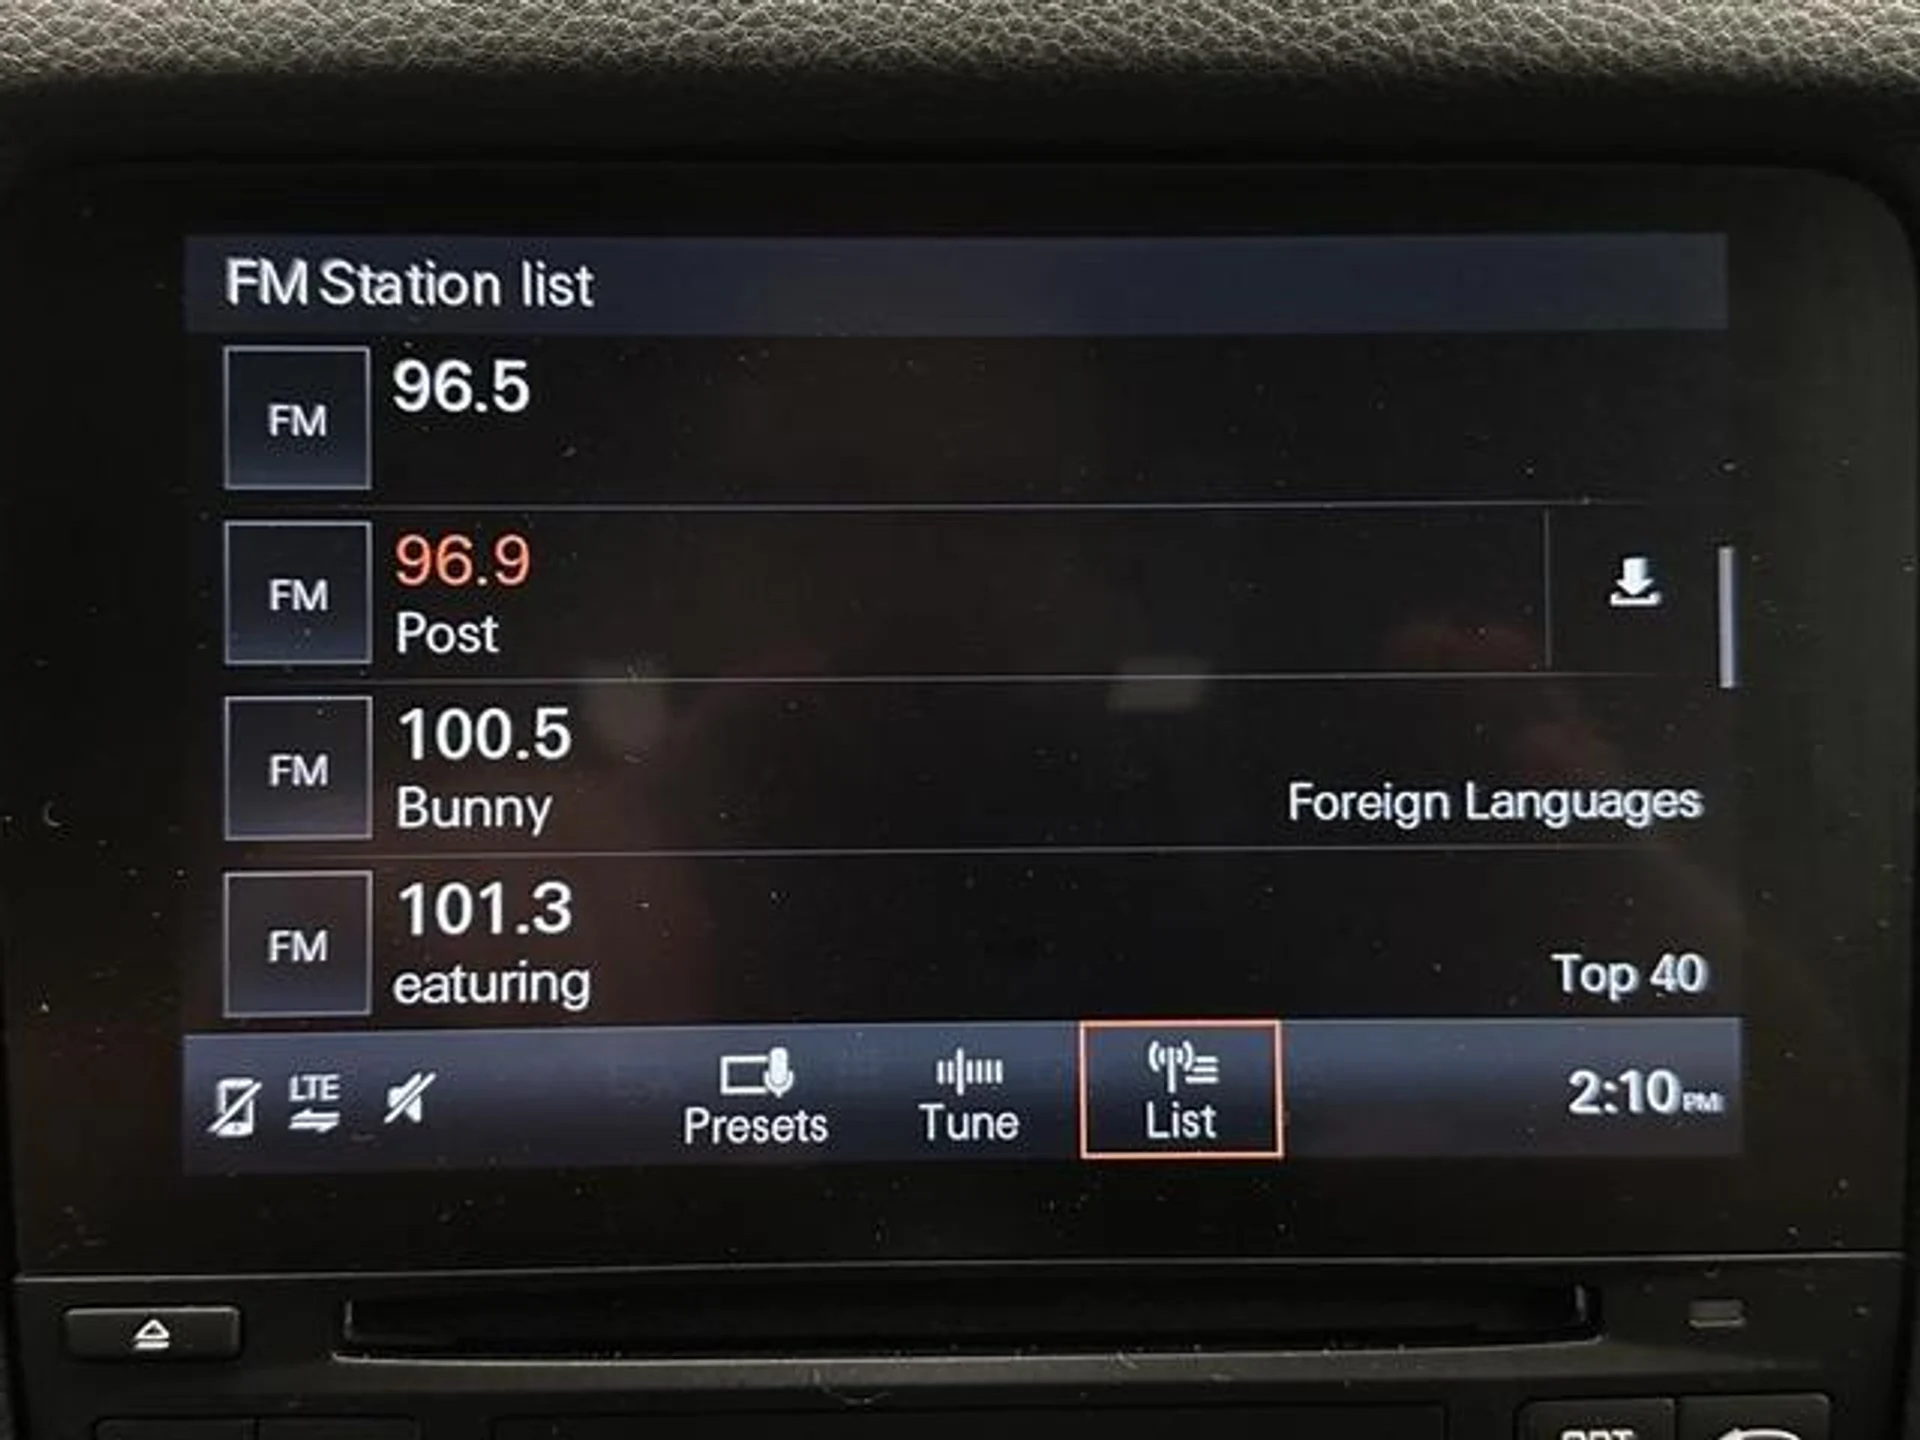 FM Station list
FM
96.5
FM
96.9
Post
FM
100.5
Bunny
Foreign Languages
FM
101.3
eaturing
Top 40
LTE
Presets
Tune
List
2:10 PM